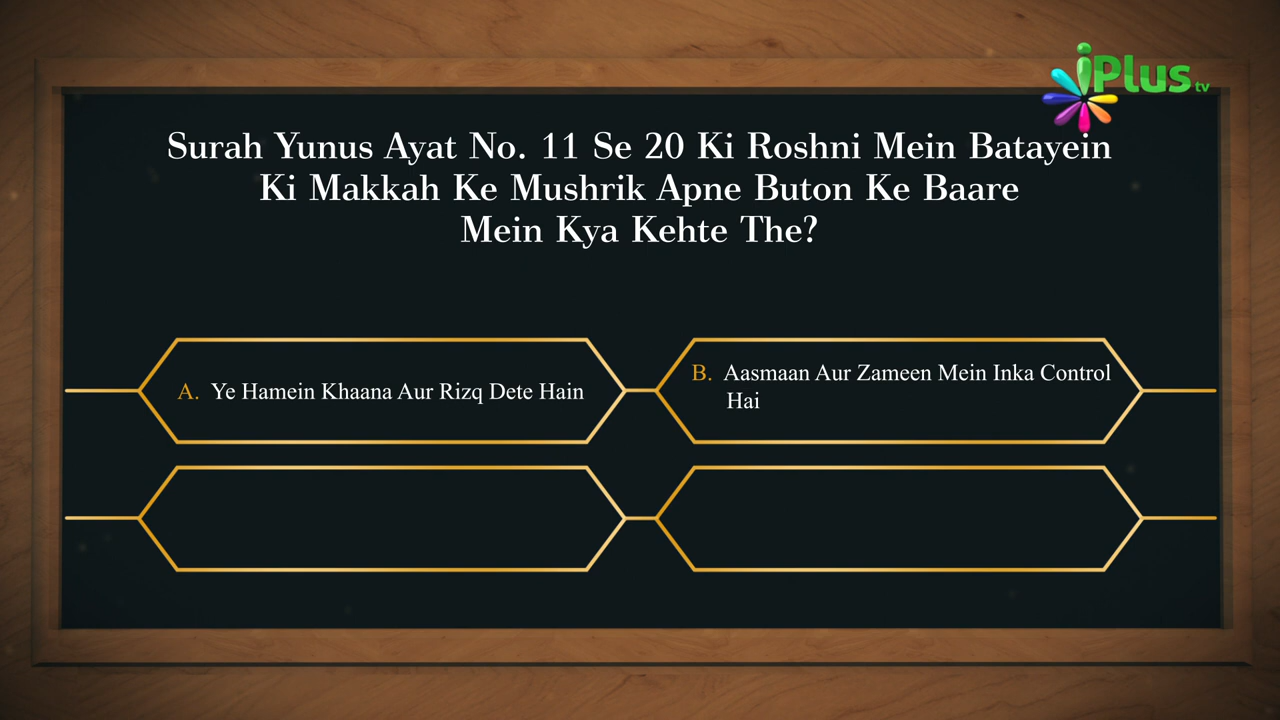 iPlus tv
Surah Yunus Ayat No. 11 Se 20 Ki Roshni Mein Batayein
Ki Makkah Ke Mushrik Apne Buton Ke Baare
Mein Kya Kehte The?
A. Ye Hamein Khaana Aur Rizq Dete Hain
B. Aasmaan Aur Zameen Mein Inka Control
Hai